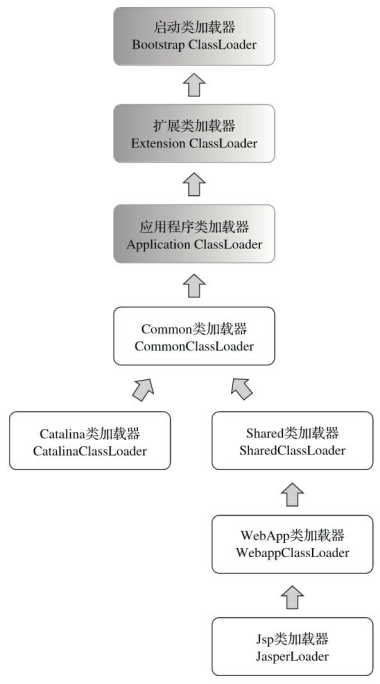 启动类加载器
Bootstrap ClassLoader
扩展类加载器
Extension ClassLoader
应用程序类加载器
Application ClassLoader
Common类加载器
CommonClassLoader
Catalina类加载器
CatalinaClassLoader
Shared类加载器
SharedClassLoader
WebApp类加载器
WebappClassLoader
Jsp类加载器
JasperLoader